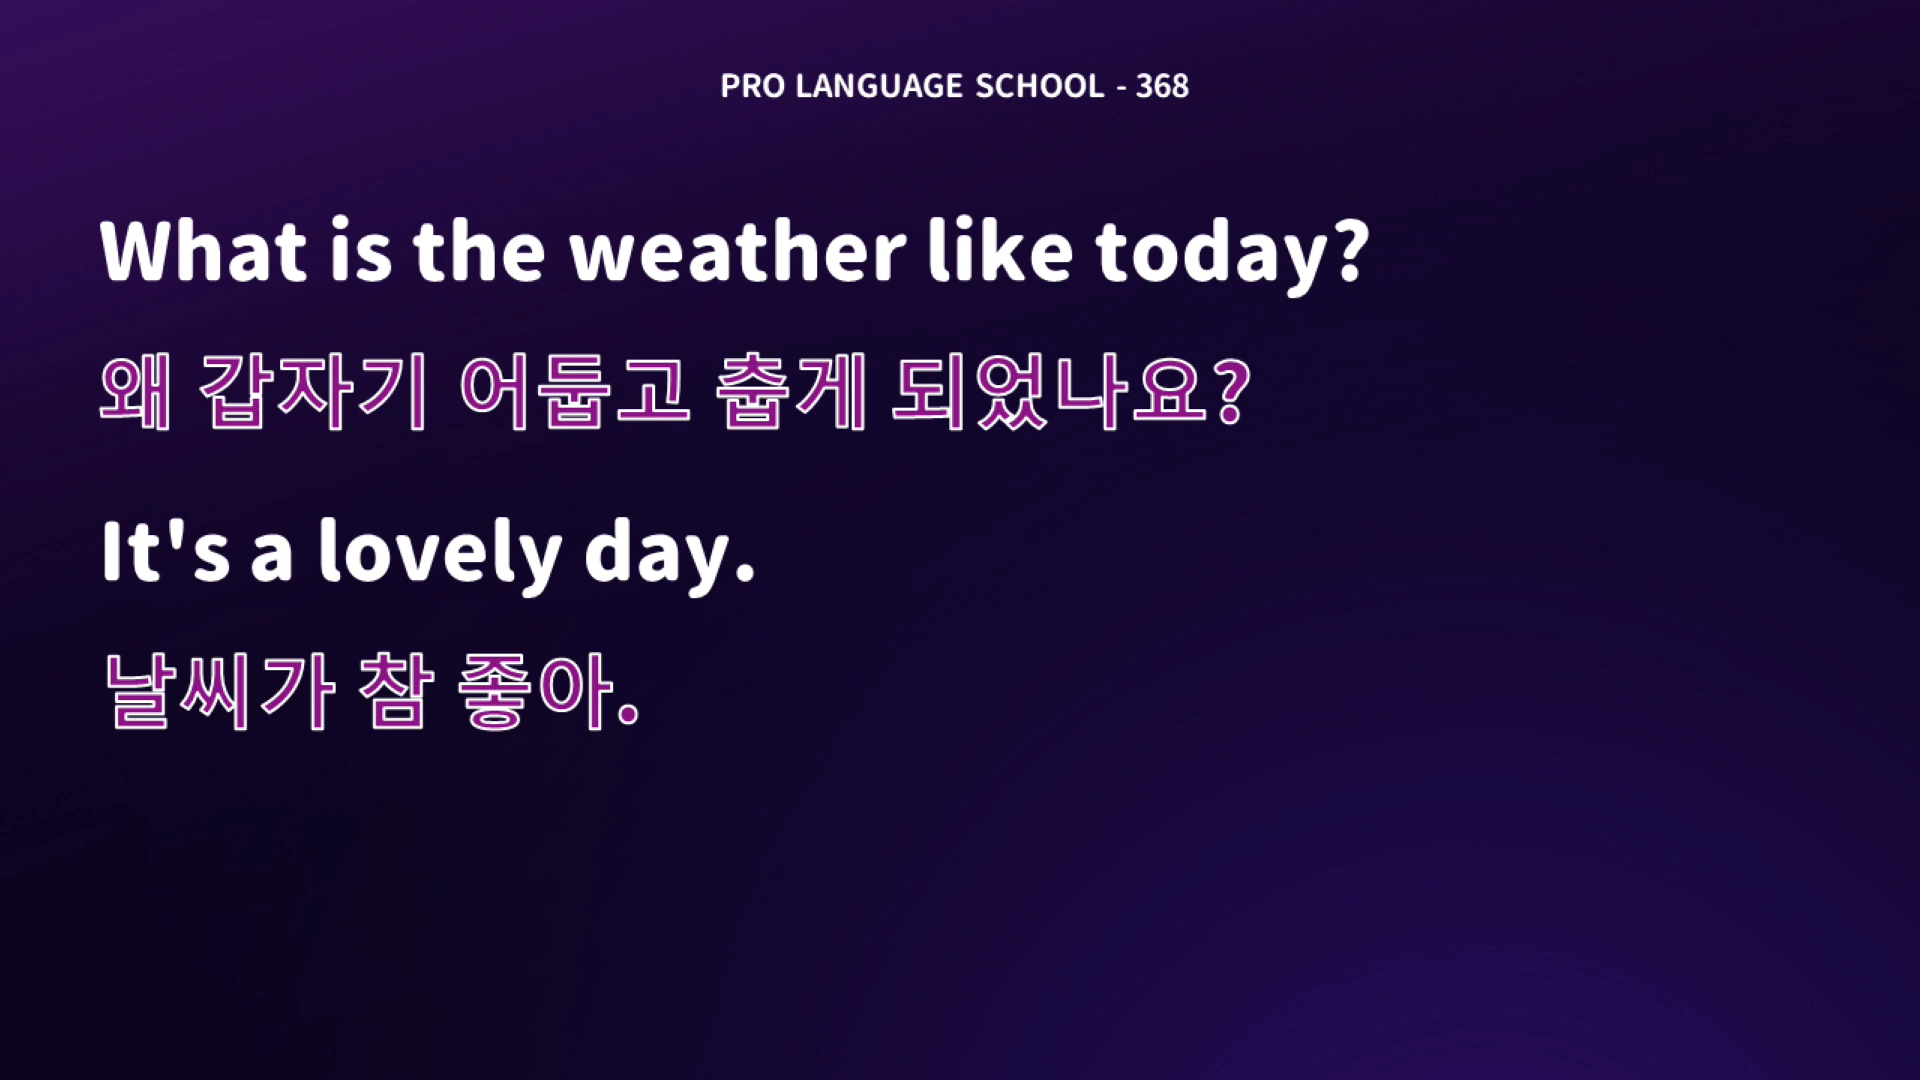 PRO LANGUAGE SCHOOL - 368
What is the weather like today?
왜 갑자기 어둡고 춥게 되었나요?
It's a lovely day.
날씨가 참 좋아.